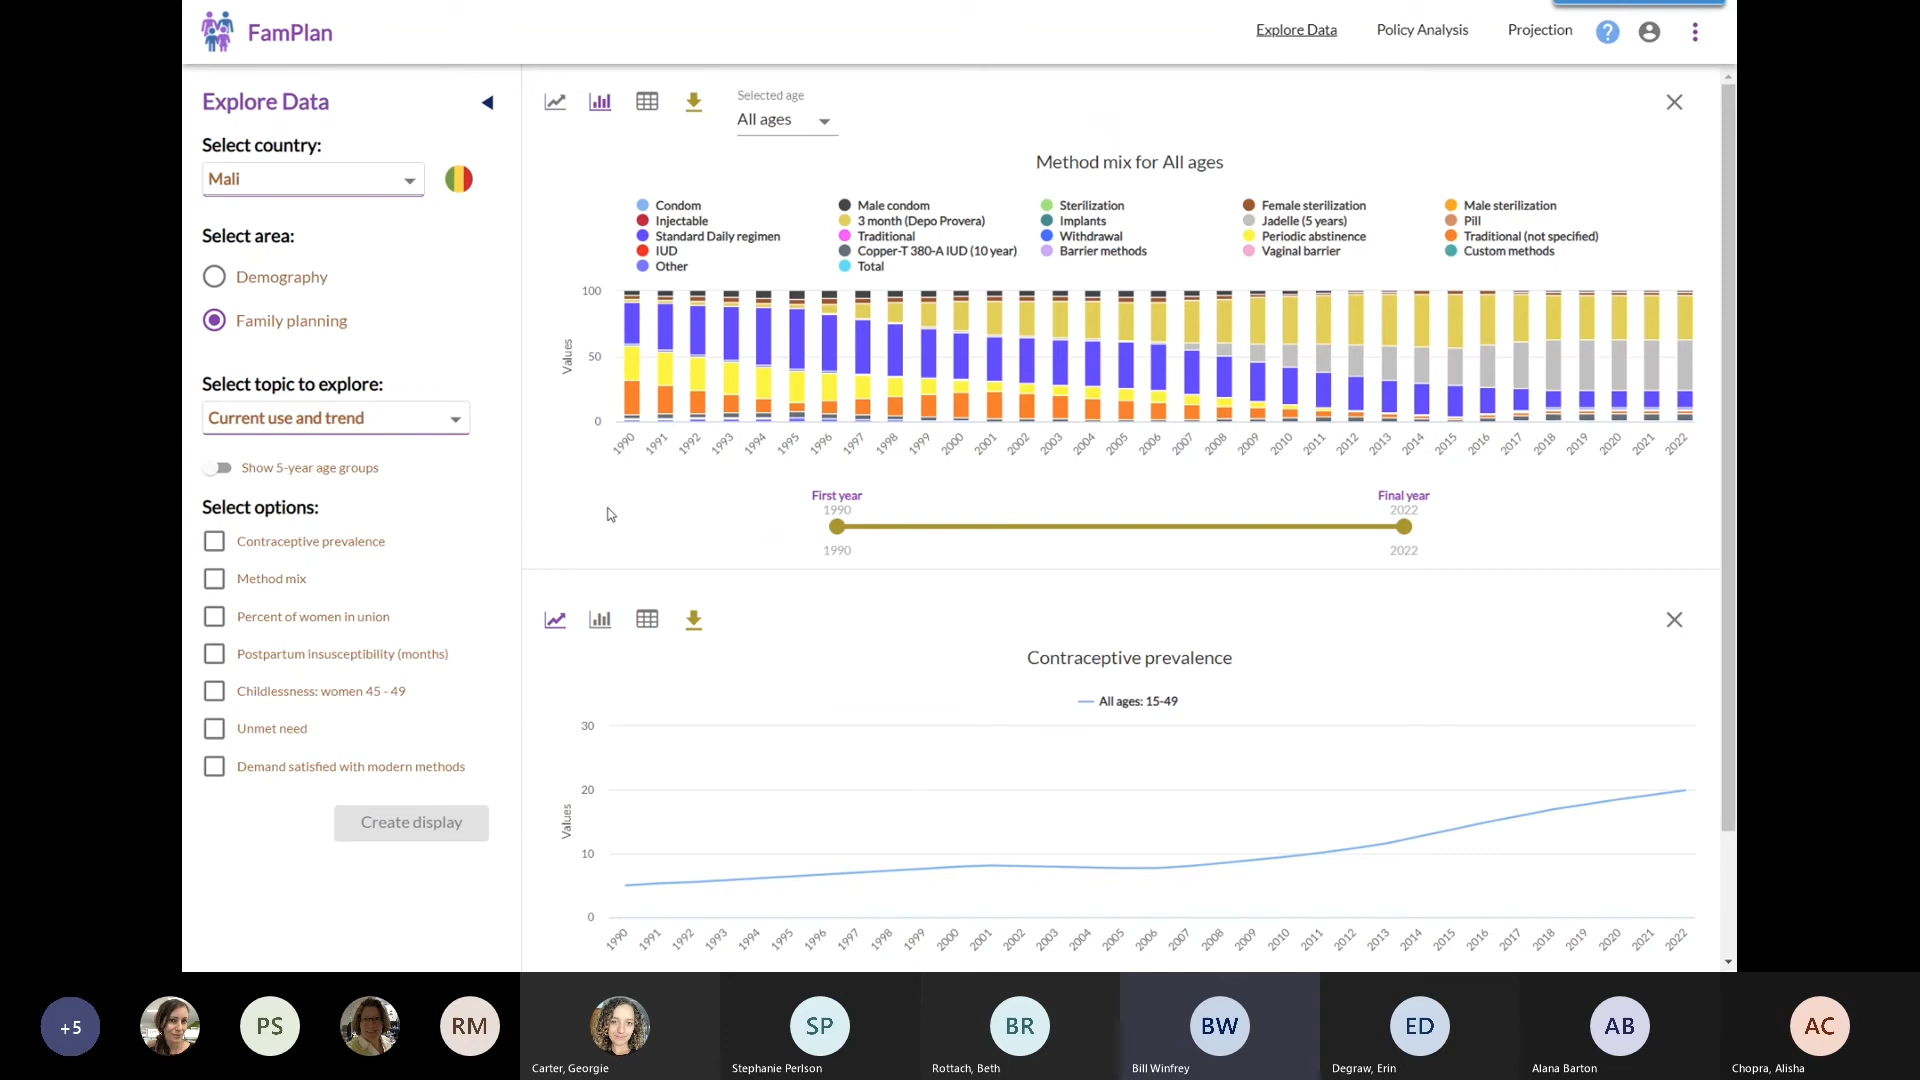 FamPlan
Explore Data
Policy Analysis
Projection
?
Explore Data
Select country:
Mali
Select area:
Demography
Family planning
Select topic to explore:
Current use and trend
Show 5-year age groups
Select options:
Contraceptive prevalence
Method mix
Percent of women in union
Postpartum insusceptibility (months)
Childlessness: women 45 - 49
Unmet need
Demand satisfied with modern methods
Create display
Selected age
All ages
Method mix for All ages
Condom
Male condom
Sterilization
Female sterilization
Male sterilization
Injectable
3 month (Depo Provera)
Implants
Jadelle (5 years)
Pill
Standard Daily regimen
Traditional
Withdrawal
Periodic abstinence
Traditional (not specified)
IUD
Copper-T 380-A IUD (10 year)
Barrier methods
Vaginal barrier
Custom methods
Other
Total
100
50
0
Values
1990 1991 1992 1993 1994 1995 1996 1997 1998 1999 2000 2001 2002 2003 2004 2005 2006 2007 2008 2009 2010 2011 2012 2013 2014 2015 2016 2017 2018 2019 2020 2021 2022
First year
Final year
1990
2022
1990
2022
Contraceptive prevalence
All ages: 15-49
30
20
10
0
Values
1990 1991 1992 1993 1994 1995 1996 1997 1998 1999 2000 2001 2002 2003 2004 2005 2006 2007 2008 2009 2010 2011 2012 2013 2014 2015 2016 2017 2018 2019 2020 2021 2022
+5
PS
RM
SP
BR
BW
ED
AB
AC
Carter, Georgie
Stephanie Perlson
Rottach, Beth
Bill Winfrey
Degraw, Erin
Alana Barton
Chopra, Alisha